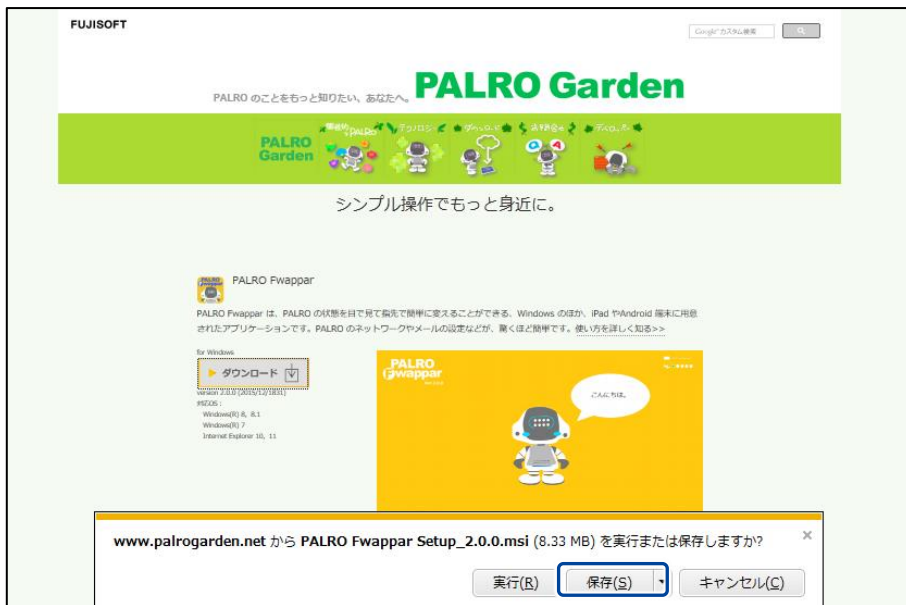 FUJISOFT
Google カスタム検索
PALRO のことをもっと知りたい、あなたへ。 PALRO Garden
PALRO
Garden
シンプル操作でもっと身近に。
PALRO Fwappar
PALRO Fwappar は、PALRO の状態を目で見て指先で簡単に変えることができる、Windows のほか、iPad やAndroid 端末に用意
されたアプリケーションです。PALRO のネットワークやメールの設定などが、驚くほど簡単です。使い方を詳しく知る>>
for Windows
ダウンロード
対応OS :
Windows(R) 8, 8.1
Windows(R) 7
Internet Explorer 10, 11
PALRO
Fwappar
こんにちは。
www.palrogarden.net から PALRO Fwappar Setup_2.0.0.msi (8.33 MB) を実行または保存しますか?
×
実行(R) 保存(S) キャンセル(C)